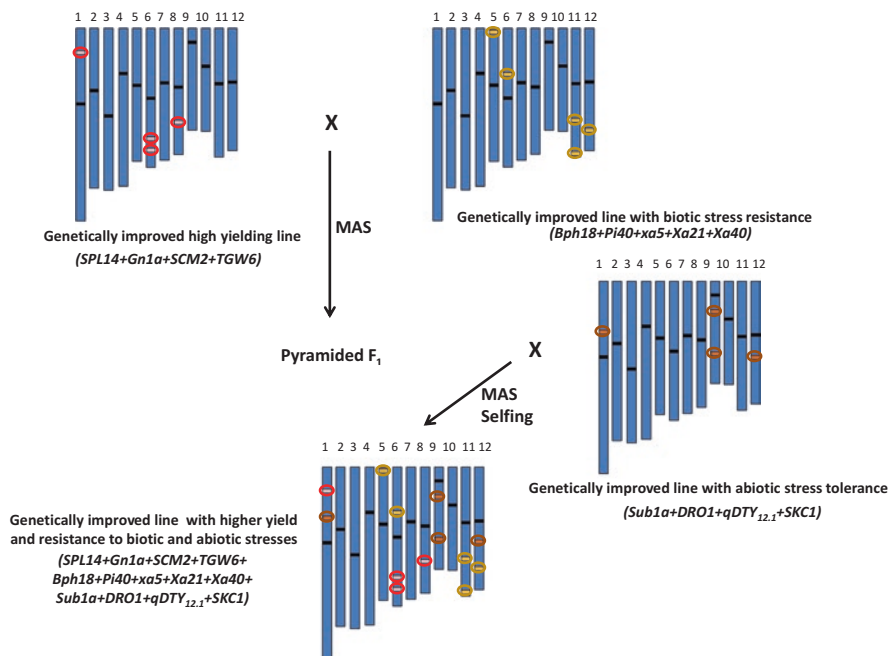 1 2 3 4 5 6 7 8 9 10 11 12
1 2 3 4 5 6 7 8 9 10 11 12
X
MAS
Genetically improved high yielding line
(SPL14+Gn1a+SCM2+TGW6)
Genetically improved line with biotic stress resistance
(Bph18+Pi40+xa5+Xa21+Xa40)
1 2 3 4 5 6 7 8 9 10 11 12
Pyramided F₁
X
MAS
Selfing
1 2 3 4 5 6 7 8 9 10 11 12
Genetically improved line with abiotic stress tolerance
(Sub1a+DRO1+qDTY₁₂.₁+SKC1)
Genetically improved line with higher yield
and resistance to biotic and abiotic stresses
(SPL14+Gn1a+SCM2+TGW6+
Bph18+Pi40+xa5+Xa21+Xa40+
Sub1a+DRO1+qDTY₁₂.₁+SKC1)